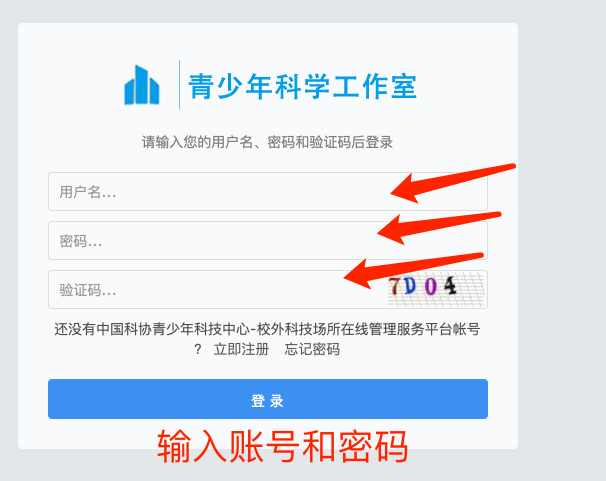 青少年科学工作室
请输入您的用户名、密码和验证码后登录
用户名...
密码...
验证码...
7D04
还没有中国科协青少年科技中心-校外科技场所在线管理服务平台帐号
？ 立即注册 忘记密码
登 录
输入账号和密码